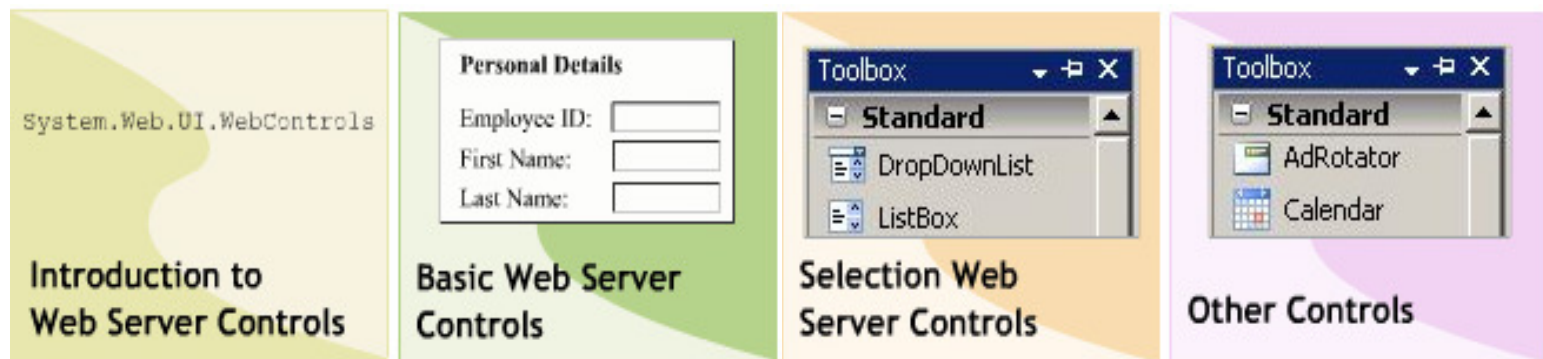 System.Web.UI.WebControls
Introduction to
Web Server Controls
Personal Details
Employee ID:
First Name:
Last Name:
Basic Web Server
Controls
Toolbox
Standard
DropDownList
ListBox
Selection Web
Server Controls
Toolbox
Standard
AdRotator
Calendar
Other Controls